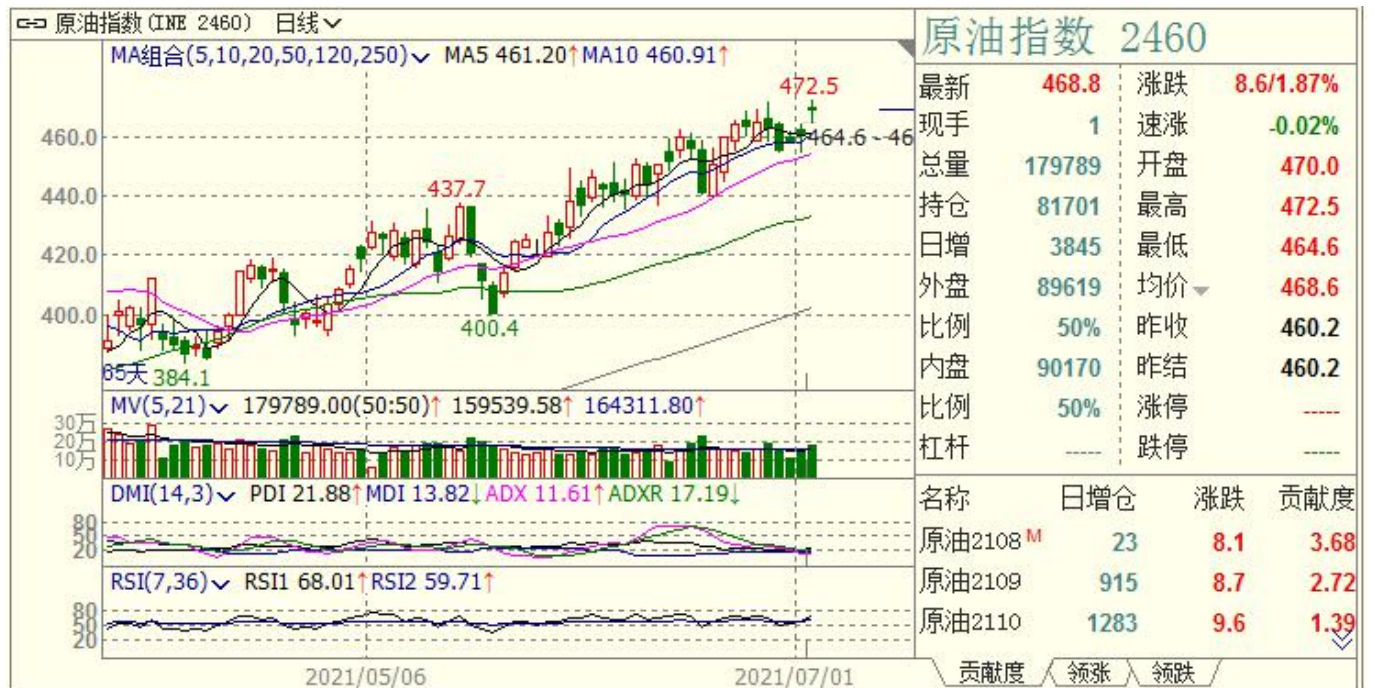 原油指数(INE 2460) 日线
MA组合(5,10,20,50,120,250) MA5 461.20↑MA10 460.91↑
472.5
460.0
464.6 - 46
440.0
437.7
420.0
400.0
400.4
65天
384.1
MV(5,21) 179789.00(50:50)↑ 159539.58↑ 164311.80↑
30万
20万
10万
DMI(14,3) PDI 21.88↑MDI 13.82↓ADX 11.61↑ADXR 17.19↓
80
50
20
RSI(7,36) RSI1 68.01↑RSI2 59.71↑
80
50
20
2021/05/06 2021/07/01
原油指数 2460
最新 468.8 涨跌 8.6/1.87%
现手 1 速涨 -0.02%
总量 179789 开盘 470.0
持仓 81701 最高 472.5
日增 3845 最低 464.6
外盘 89619 均价 468.6
比例 50% 昨收 460.2
内盘 90170 昨结 460.2
比例 50% 涨停 -----
杠杆 ----- 跌停 -----
名称 日增仓 涨跌 贡献度
原油2108 M 23 8.1 3.68
原油2109 915 8.7 2.72
原油2110 1283 9.6 1.39
贡献度 领涨 领跌